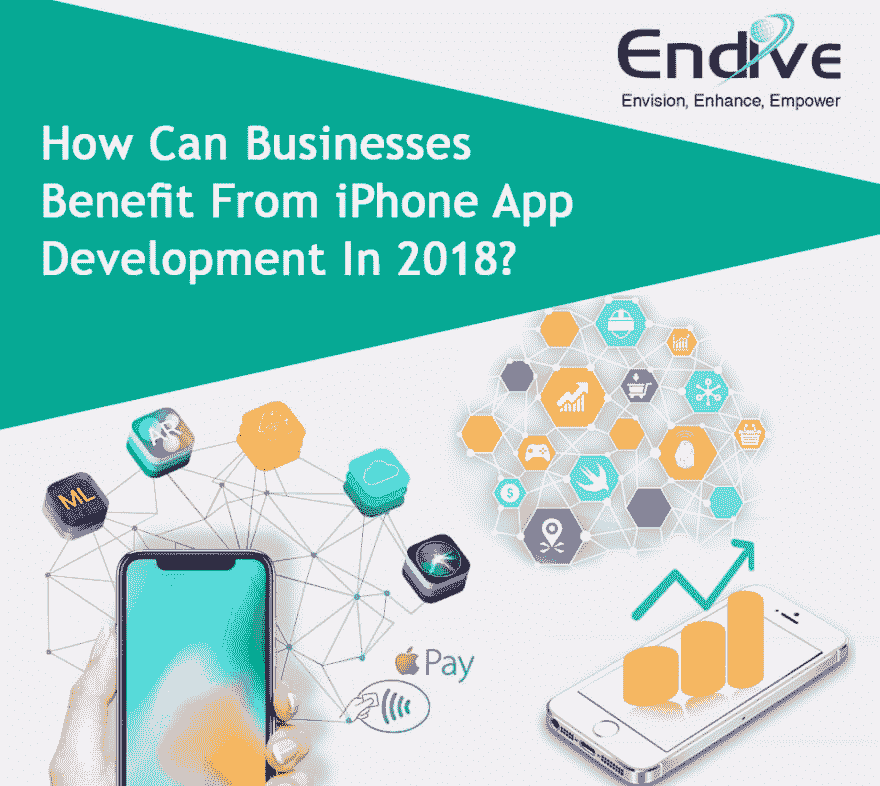 Endive
Envision, Enhance, Empower
How Can Businesses
Benefit From iPhone App
Development In 2018?
AR
ML
$
Pay